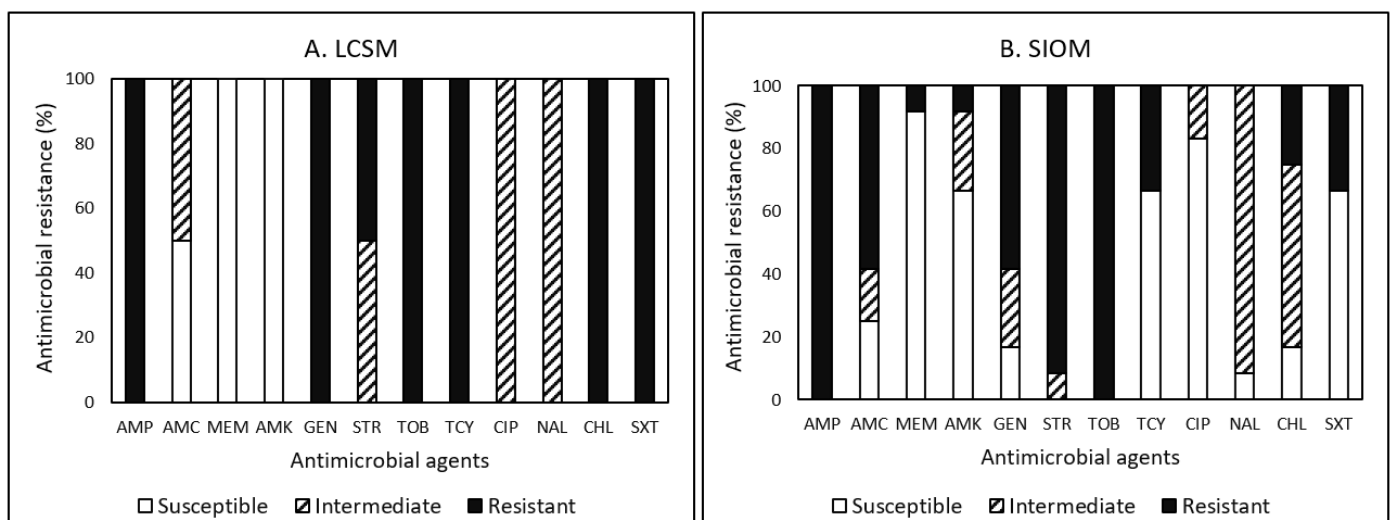 A. LCSM
Antimicrobial resistance (%)
100
80
60
40
20
0
AMP AMC MEM AMK GEN STR TOB TCY CIP NAL CHL SXT
Antimicrobial agents
Susceptible Intermediate Resistant
B. SIOM
Antimicrobial resistance (%)
100
80
60
40
20
0
AMP AMC MEM AMK GEN STR TOB TCY CIP NAL CHL SXT
Antimicrobial agents
Susceptible Intermediate Resistant